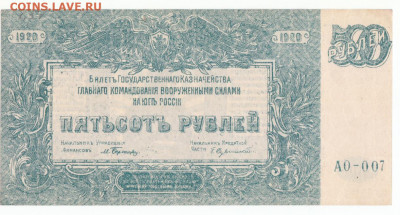 COINS.LAVE.RU
1920 1920
500
РУБЛЕЙ
БИЛЕТЪ ГОСУДАРСТВЕННАГО КАЗНАЧЕЙСТВА
ГЛАВНАГО КОМАНДОВАНІЯ ВООРУЖЕННЫМИ СИЛАМИ
НА ЮГѢ РОССІИ
ПЯТЬСОТЪ РУБЛЕЙ
НАЧАЛЬНИКЪ УПРАВЛЕНІЯ
ФИНАНСОВЪ
НАЧАЛЬНИКЪ КРЕДИТНОЙ
ЧАСТИ
АО-007